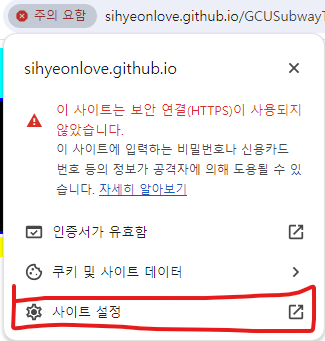 주의 요함 sihyeonlove.github.io/GCUSubway
sihyeonlove.github.io
이 사이트는 보안 연결(HTTPS)이 사용되지
않았습니다.
이 사이트에 입력하는 비밀번호나 신용카드
번호 등의 정보가 공격자에 의해 도용될 수 있
습니다. 자세히 알아보기
인증서가 유효함
쿠키 및 사이트 데이터
사이트 설정